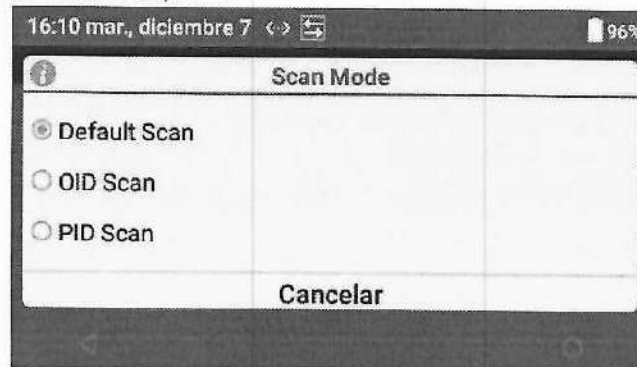 16:10 mar., diciembre 7 96%
Scan Mode
Default Scan
OID Scan
PID Scan
Cancelar